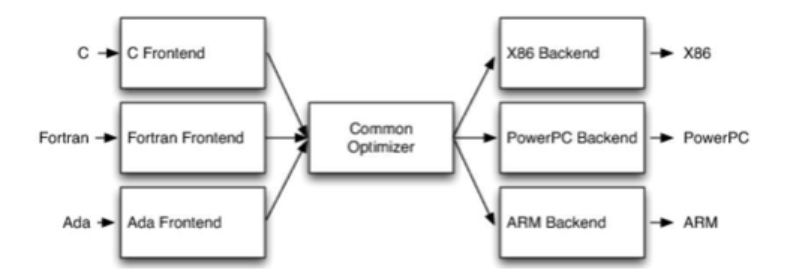 C
C Frontend
X86 Backend
X86
Fortran
Fortran Frontend
Common
Optimizer
PowerPC Backend
PowerPC
Ada
Ada Frontend
ARM Backend
ARM